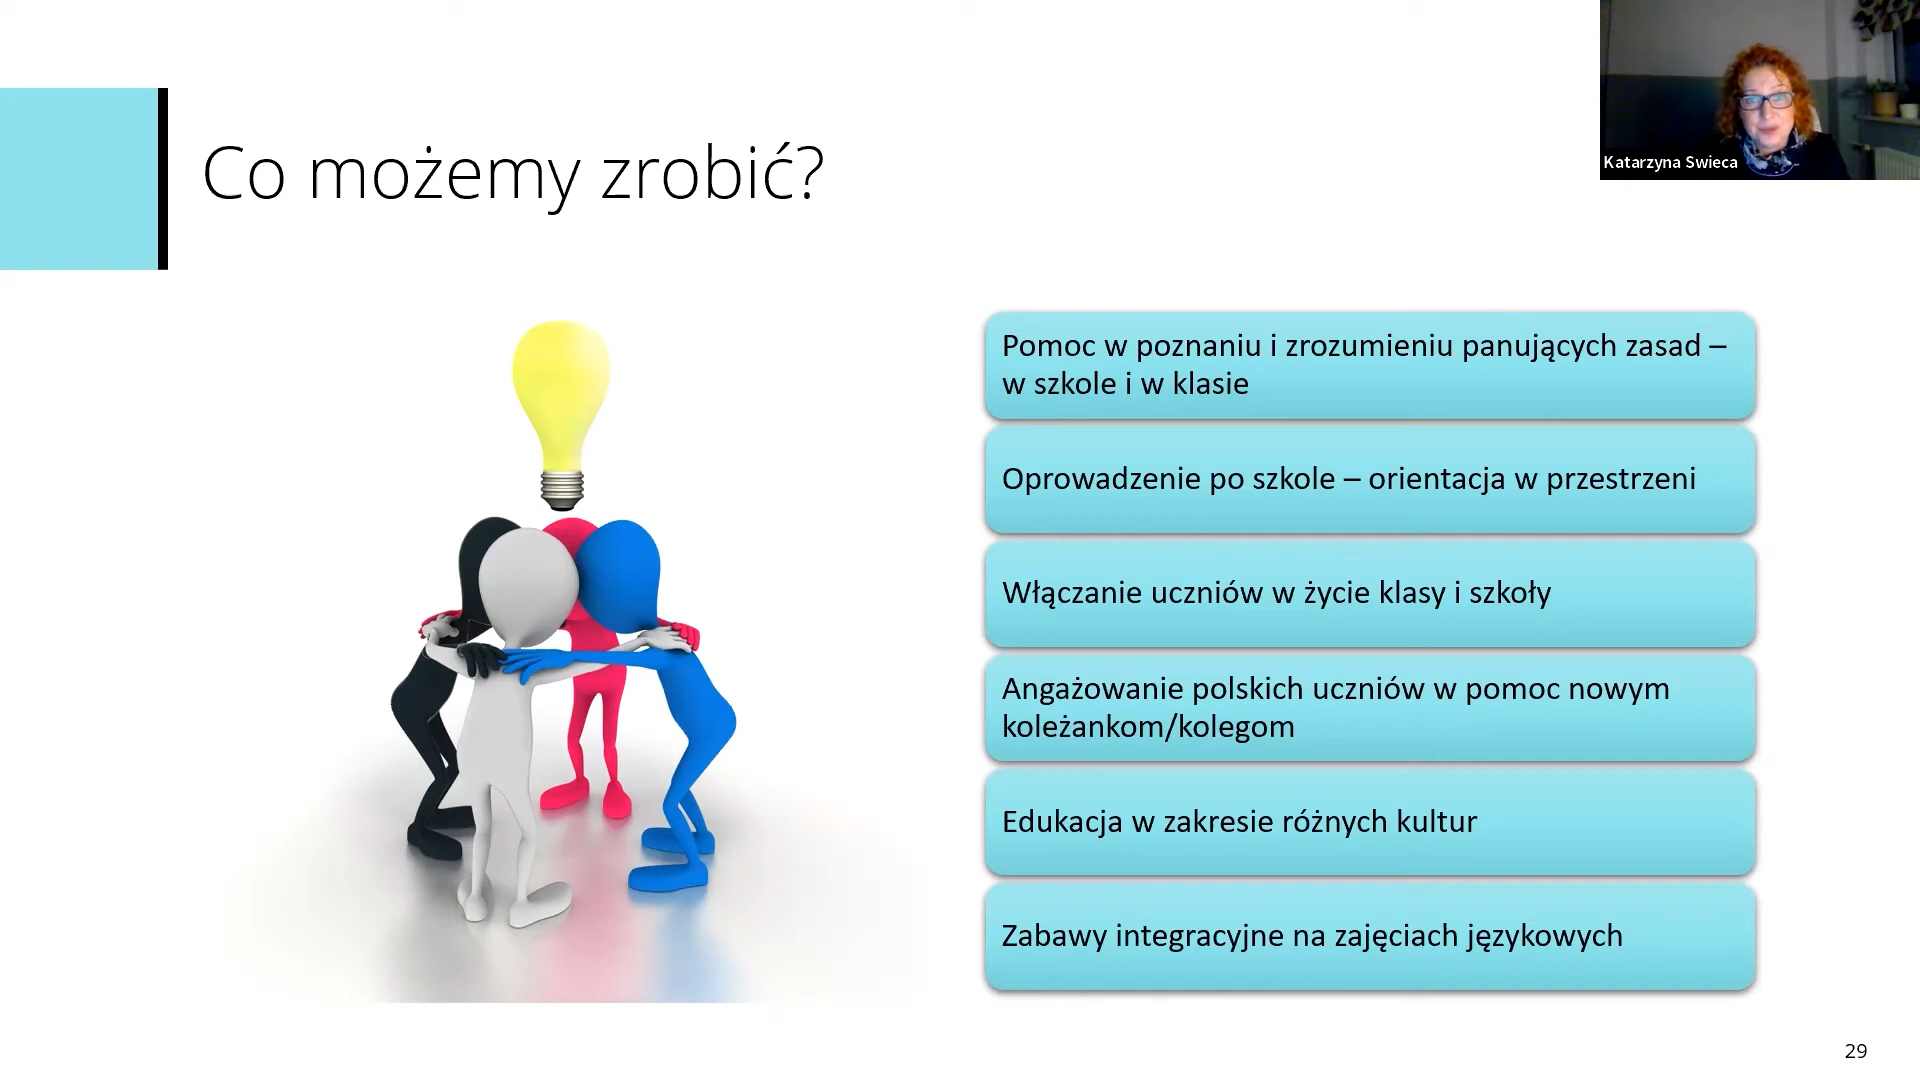 Katarzyna Swieca
Co możemy zrobić?
Pomoc w poznaniu i zrozumieniu panujących zasad –
w szkole i w klasie
Oprowadzenie po szkole – orientacja w przestrzeni
Włączanie uczniów w życie klasy i szkoły
Angażowanie polskich uczniów w pomoc nowym
koleżankom/kolegom
Edukacja w zakresie różnych kultur
Zabawy integracyjne na zajęciach językowych
29